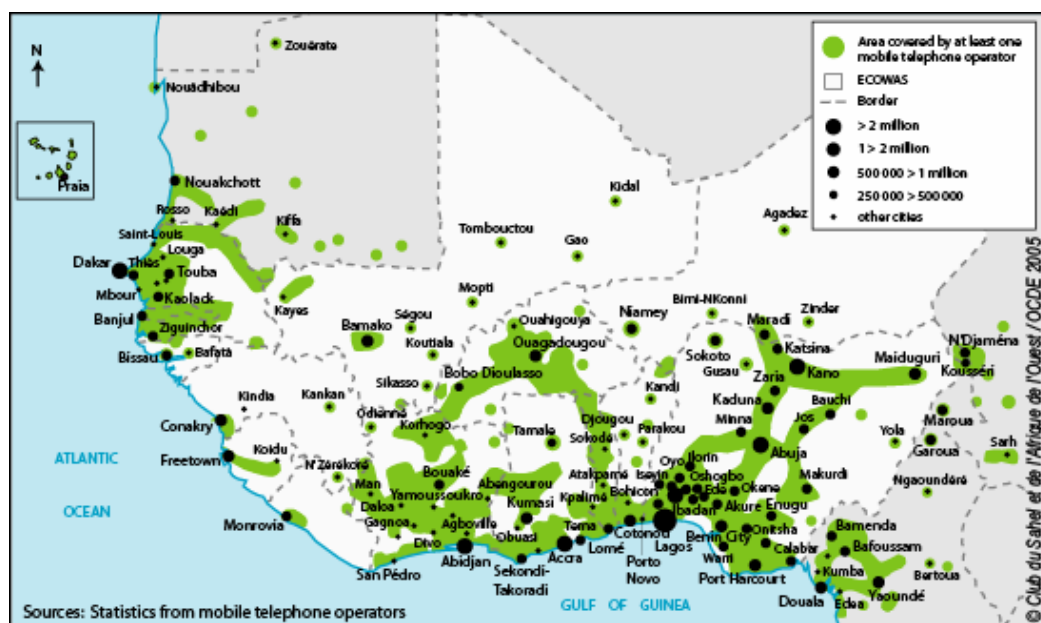 Zouérate
Nouâdhibou
N
Area covered by at least one
mobile telephone operator
ECOWAS
Border
> 2 million
1 > 2 million
500 000 > 1 million
250 000 > 500 000
other cities
Praia
Nouakchott
Rosso
Kaédi
Kiffa
Kidal
Agadez
Tombouctou
Gao
Saint-Louis
Louga
Dakar
Thiès
Touba
Mbour
Kaolack
Kayes
Mopti
Ségou
Niamey
Birni-NKonni
Zinder
Banjul
Ziguinchor
Bamako
Koutiala
Ouahigouya
Ouagadougou
Maradi
Katsina
N'Djaména
Sokoto
Gusau
Kano
Maiduguri
Kousséri
Bissau
Bafatà
Sikasso
Bobo Dioulasso
Kandi
Zaria
Kaduna
Bauchi
Kindia
Kankan
Odienné
Korhogo
Tamale
Djougou
Parakou
Sokodé
Minna
Jos
Maroua
Conakry
Koidu
Yola
Garoua
Sarh
Abuja
Freetown
N'Zérékoré
Man
Bouaké
Abengourou
Atakpamé
Iseyin
Oyo
Ilorin
Oshogbo
Makurdi
Ngaoundéré
Yamoussoukro
Kumasi
Kpalimé
Bohicon
Ede
Okene
Daloa
Ibadan
Akure
Enugu
Monrovia
Gagnoa
Agboville
Obuasi
Tema
Onitsha
Bamenda
Divo
Cotonou
Benin City
Bafoussam
San Pédro
Abidjan
Sekondi-
Takoradi
Accra
Lomé
Porto
Novo
Lagos
Warri
Calabar
Kumba
Bertoua
Port Harcourt
Douala
Edea
Yaoundé
ATLANTIC
OCEAN
GULF OF GUINEA
Sources: Statistics from mobile telephone operators
© Club du Sahel et de l'Afrique de l'Ouest / OCDE 2005